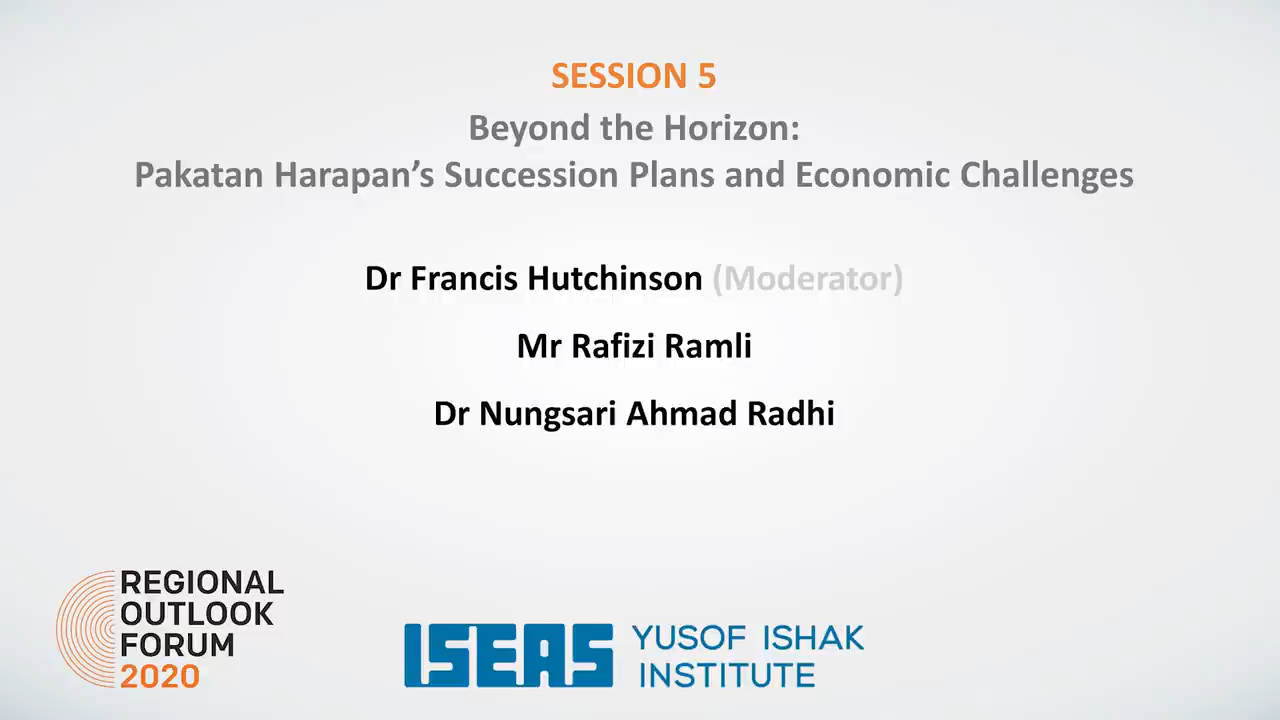 SESSION 5
Beyond the Horizon:
Pakatan Harapan’s Succession Plans and Economic Challenges
Dr Francis Hutchinson (Moderator)
Mr Rafizi Ramli
Dr Nungsari Ahmad Radhi
REGIONAL
OUTLOOK
FORUM
2020
ISEAS YUSOF ISHAK
INSTITUTE